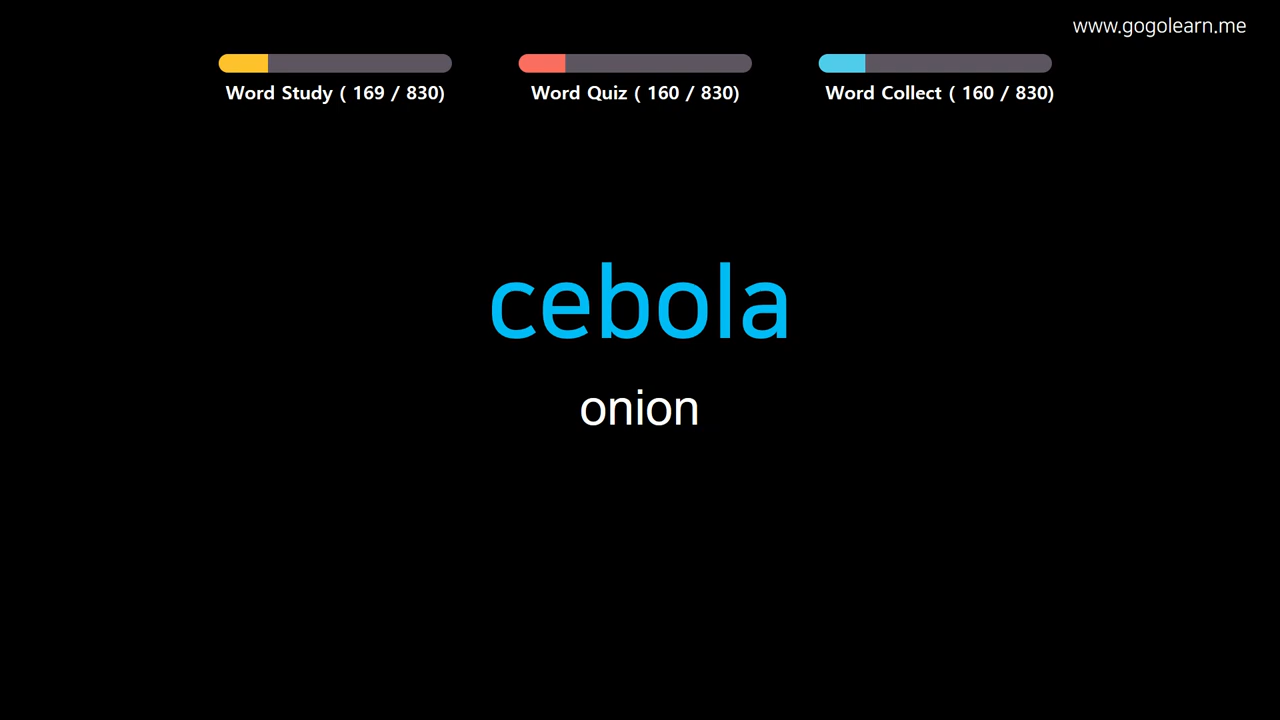 www.gogolearn.me
Word Study ( 169 / 830)
Word Quiz ( 160 / 830)
Word Collect ( 160 / 830)
cebola
onion